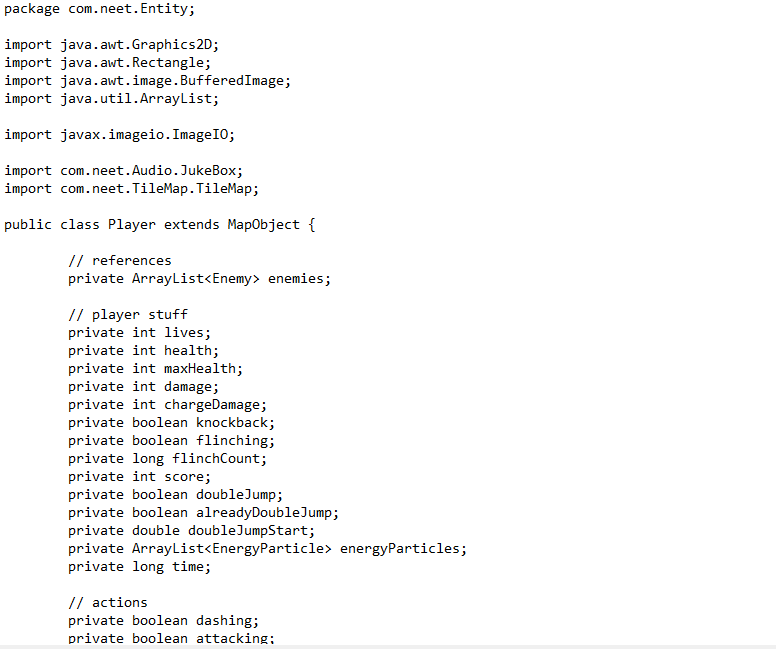 package com.neet.Entity;
import java.awt.Graphics2D;
import java.awt.Rectangle;
import java.awt.image.BufferedImage;
import java.util.ArrayList;
import javax.imageio.ImageIO;
import com.neet.Audio.JukeBox;
import com.neet.TileMap.TileMap;
public class Player extends MapObject {
// references
private ArrayList<Enemy> enemies;
// player stuff
private int lives;
private int health;
private int maxHealth;
private int damage;
private int chargeDamage;
private boolean knockback;
private boolean flinching;
private long flinchCount;
private int score;
private boolean doubleJump;
private boolean alreadyDoubleJump;
private double doubleJumpStart;
private ArrayList<EnergyParticle> energyParticles;
private long time;
// actions
private boolean dashing;
private boolean attacking;